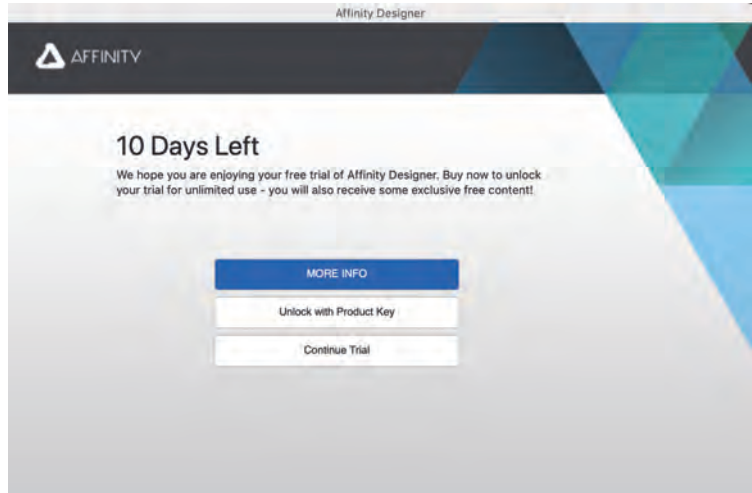 Affinity Designer
AFFINITY
10 Days Left
We hope you are enjoying your free trial of Affinity Designer. Buy now to unlock
your trial for unlimited use - you will also receive some exclusive free content!
MORE INFO
Unlock with Product Key
Continue Trial